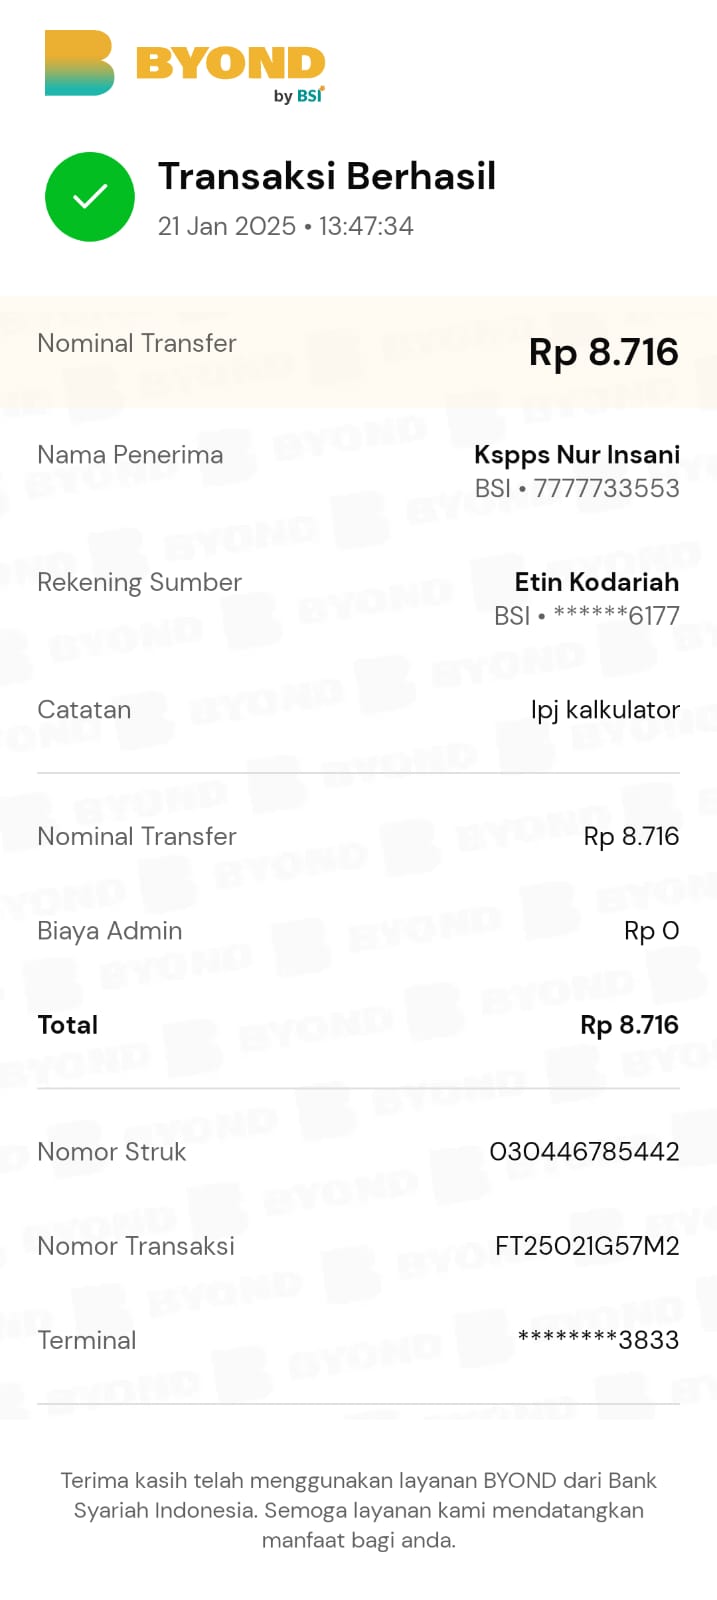 BYOND
by BSI
Transaksi Berhasil
21 Jan 2025 • 13:47:34
Nominal Transfer
Rp 8.716
Nama Penerima
Kspps Nur Insani
BSI • 7777733553
Rekening Sumber
Etin Kodariah
BSI • ******6177
Catatan
lpj kalkulator
Nominal Transfer
Rp 8.716
Biaya Admin
Rp 0
Total
Rp 8.716
Nomor Struk
030446785442
Nomor Transaksi
FT25021G57M2
Terminal
********3833
Terima kasih telah menggunakan layanan BYOND dari Bank
Syariah Indonesia. Semoga layanan kami mendatangkan
manfaat bagi anda.